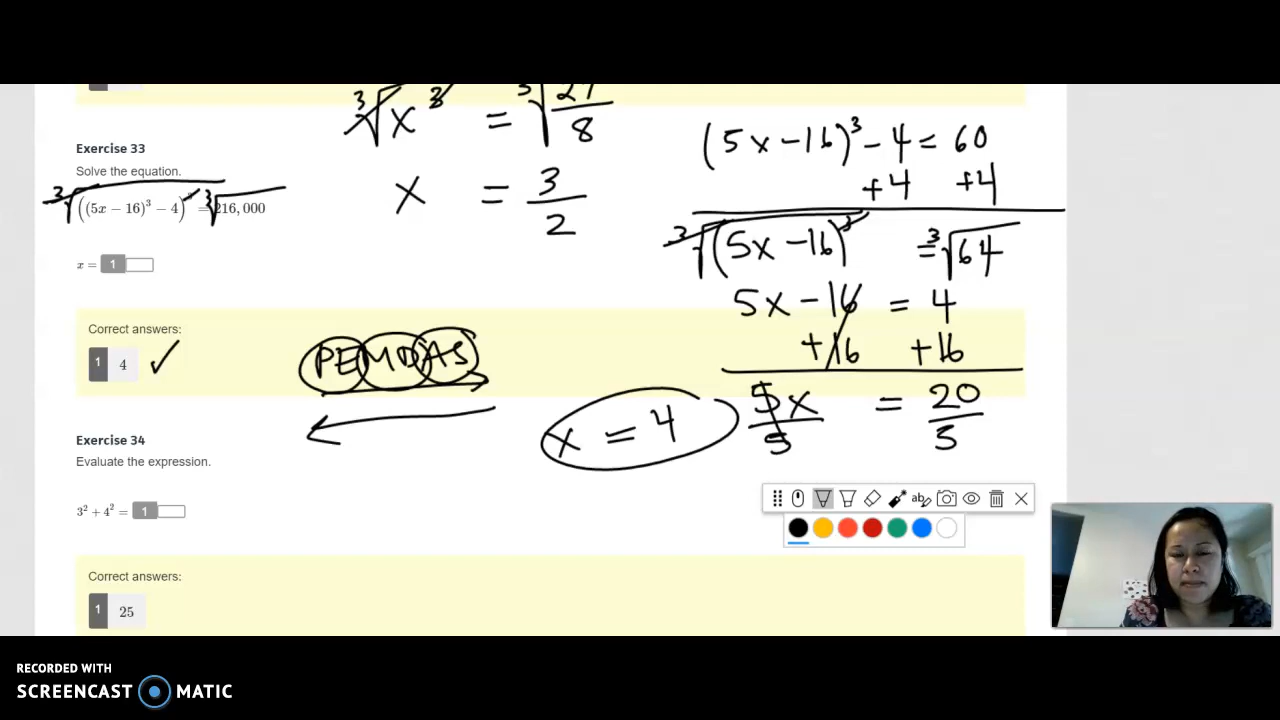 ∛x³ = ∛27/8
x = 3/2
Exercise 33
Solve the equation.
∛((5x − 16)³ − 4)³ = ∛216,000
x = 1
Correct answers:
1 4 ✓
PEMDAS
(5x − 16)³ − 4 = 60
+4 +4
∛(5x − 16)³ = ∛64
5x − 16 = 4
+16 +16
5x/5 = 20/5
x = 4
Exercise 34
Evaluate the expression.
3² + 4² = 1
Correct answers:
1 25
ab
RECORDED WITH
SCREENCAST MATIC